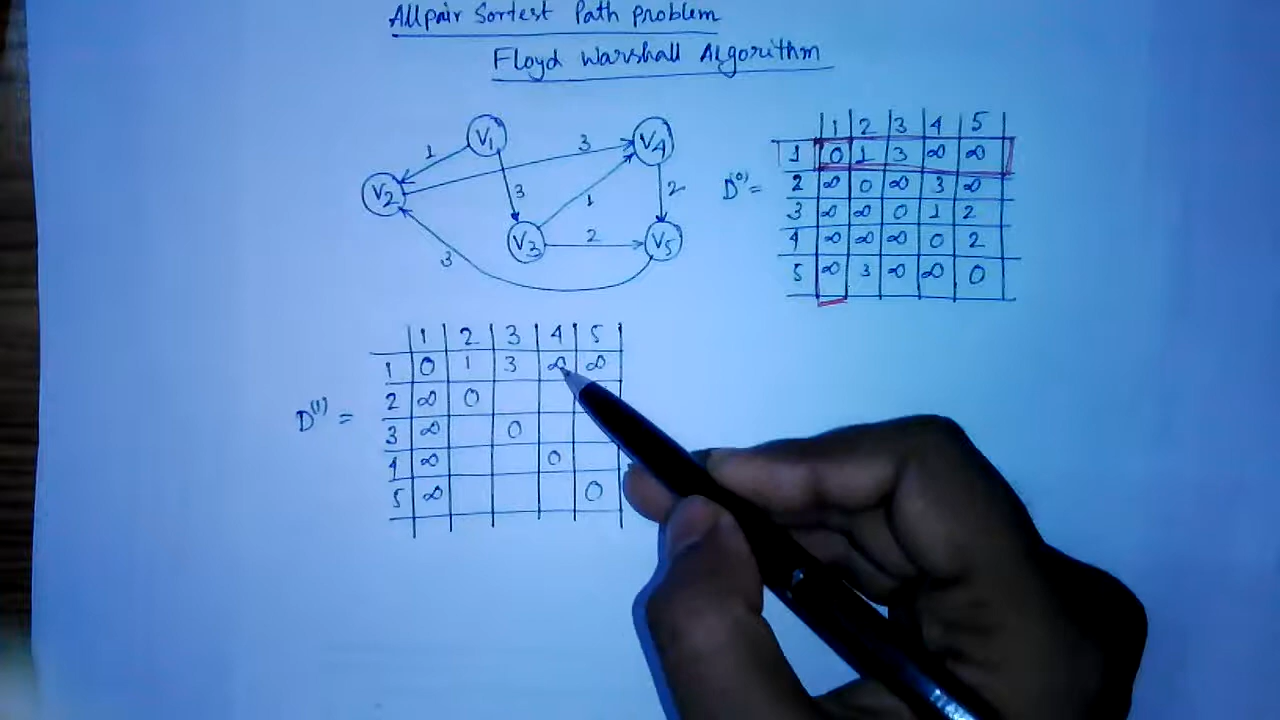 Allpair Sortest Path problem
Floyd Warshall Algorithm
V1
V2
V3
V4
V5
1
3
3
1
2
2
3
D(0) =
1 2 3 4 5
1 0 1 3 ∞ ∞
2 ∞ 0 ∞ 3 ∞
3 ∞ ∞ 0 1 2
4 ∞ ∞ ∞ 0 2
5 ∞ 3 ∞ ∞ 0
D(1) =
1 2 3 4 5
1 0 1 3 ∞ ∞
2 ∞ 0
3 ∞ 0
4 ∞ 0
5 ∞ 0